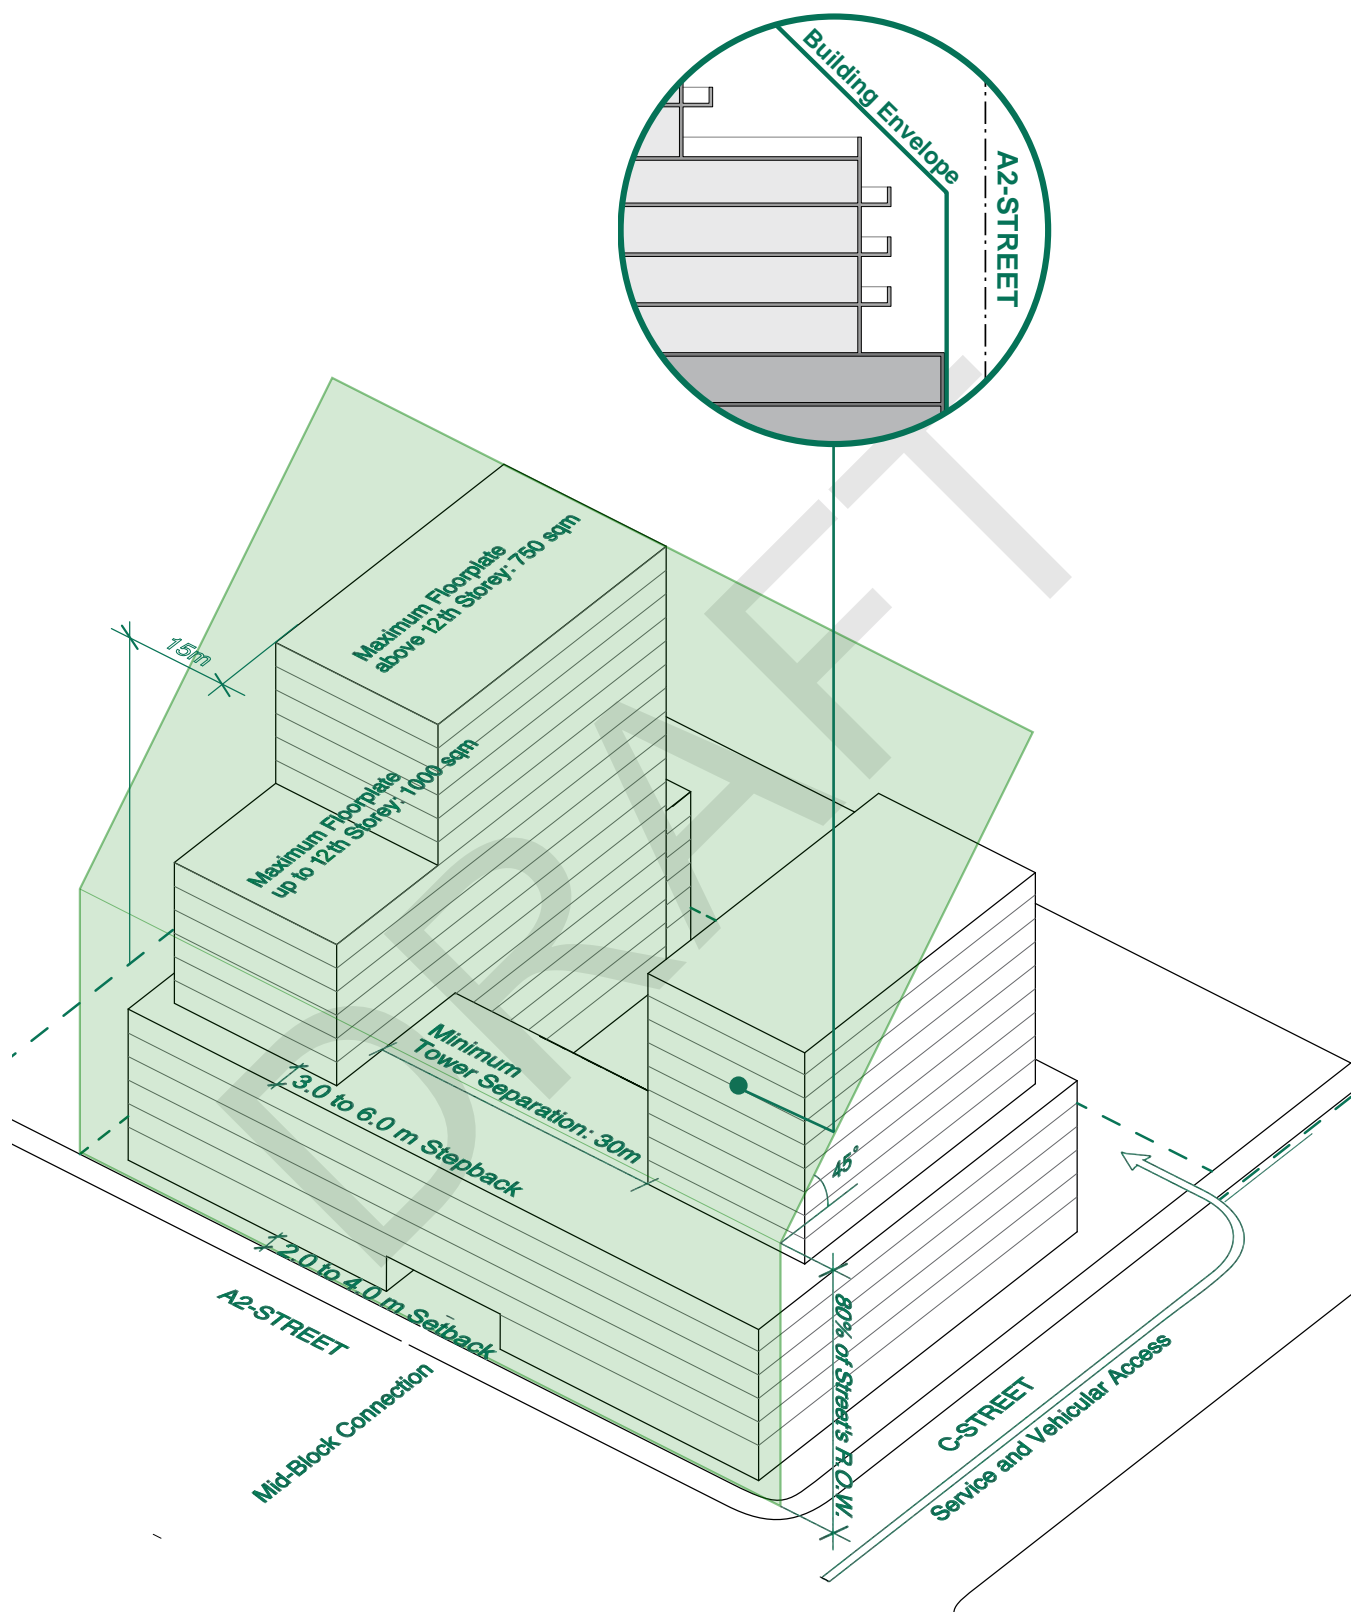 Building Envelope
A2-STREET
Maximum Floorplate
above 12th Storey: 750 sqm
15m
Maximum Floorplate
up to 12th Storey: 1000 sqm
Minimum
Tower Separation: 30m
3.0 to 6.0 m Stepback
45°
2.0 to 4.0 m Setback
A2-STREET
Mid-Block Connection
80% of Street's R.O.W.
C-STREET
Service and Vehicular Access
DRAFT